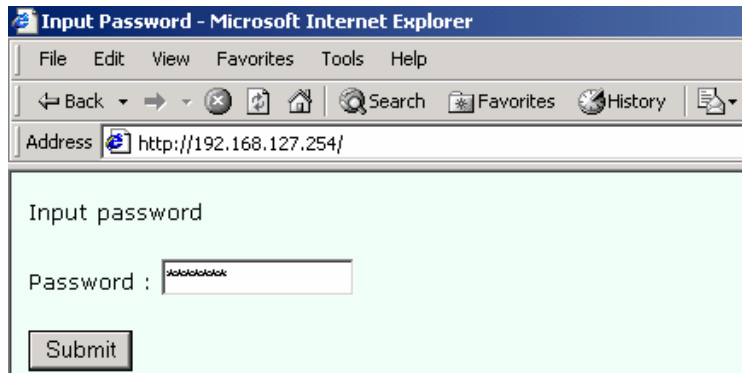 Input Password - Microsoft Internet Explorer
File Edit View Favorites Tools Help
Back Search Favorites History
Address http://192.168.127.254/
Input password
Password : ********
Submit